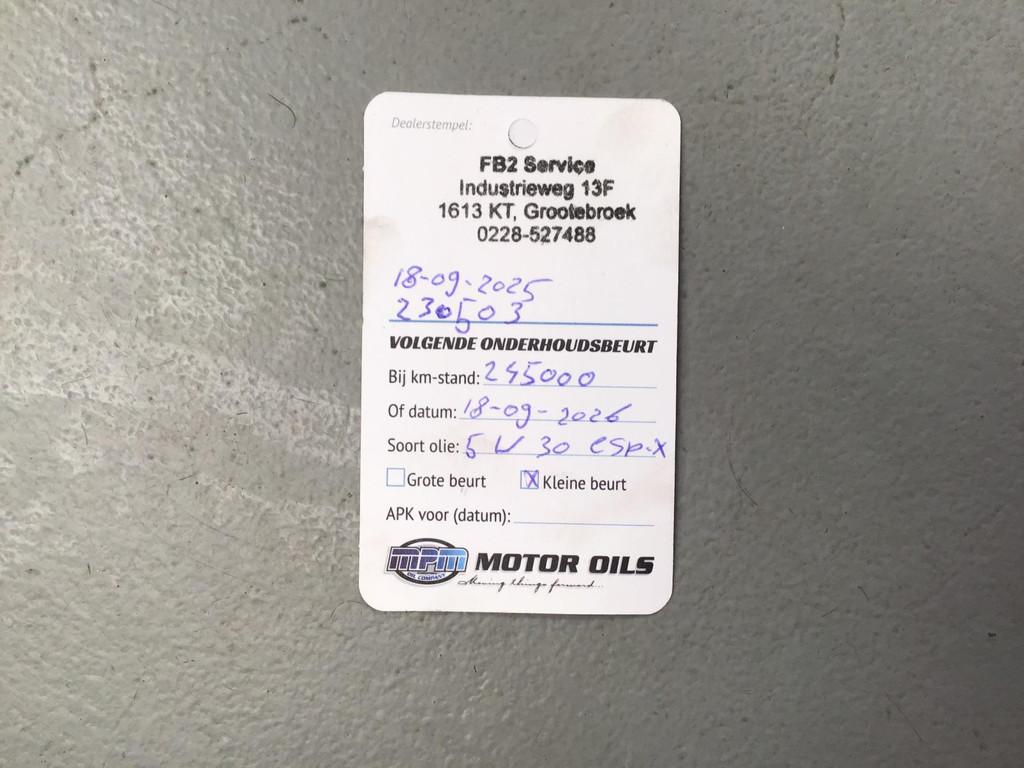 Dealerstempel:
FB2 Service
Industrieweg 13F
1613 KT, Grootebroek
0228-527488
18-09-2025
230503
VOLGENDE ONDERHOUDSBEURT
Bij km-stand: 245000
Of datum: 18-09-2026
Soort olie: 5W30 esp-x
Grote beurt X Kleine beurt
APK voor (datum):
MPM OIL COMPANY MOTOR OILS
Moving things forward...